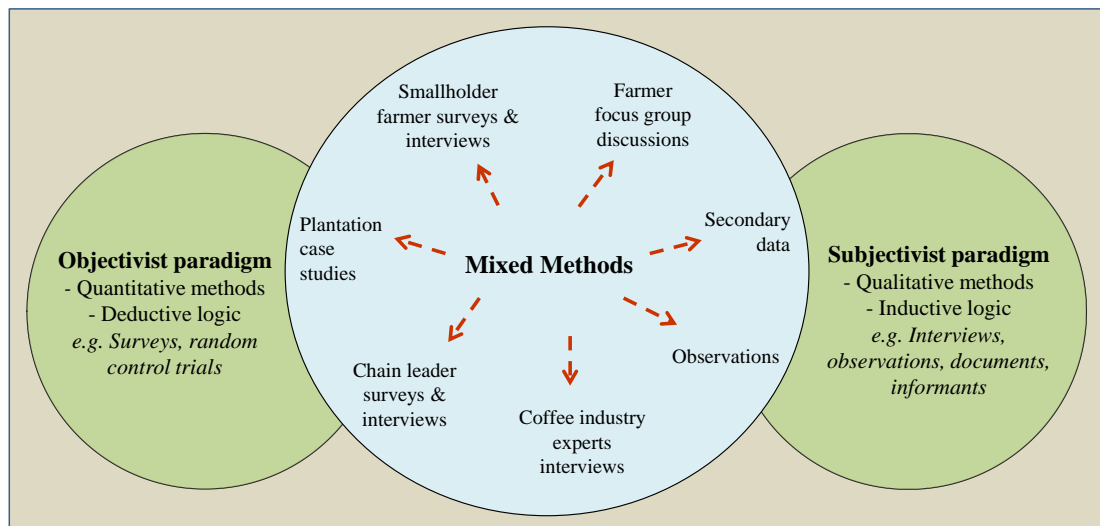 Objectivist paradigm
- Quantitative methods
- Deductive logic
e.g. Surveys, random
control trials
Smallholder
farmer surveys &
interviews
Farmer
focus group
discussions
Plantation
case
studies
Secondary
data
Mixed Methods
Chain leader
surveys &
interviews
Coffee industry
experts
interviews
Observations
Subjectivist paradigm
- Qualitative methods
- Inductive logic
e.g. Interviews,
observations, documents,
informants